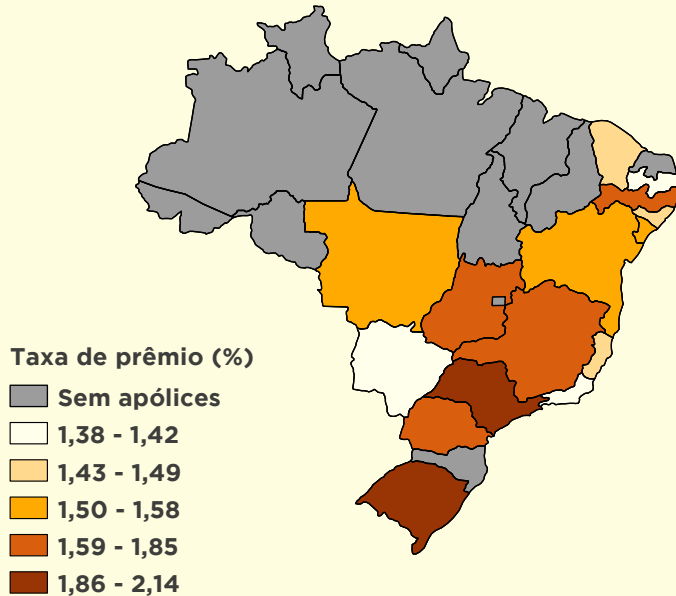 Taxa de prêmio (%)
Sem apólices
1,38 - 1,42
1,43 - 1,49
1,50 - 1,58
1,59 - 1,85
1,86 - 2,14